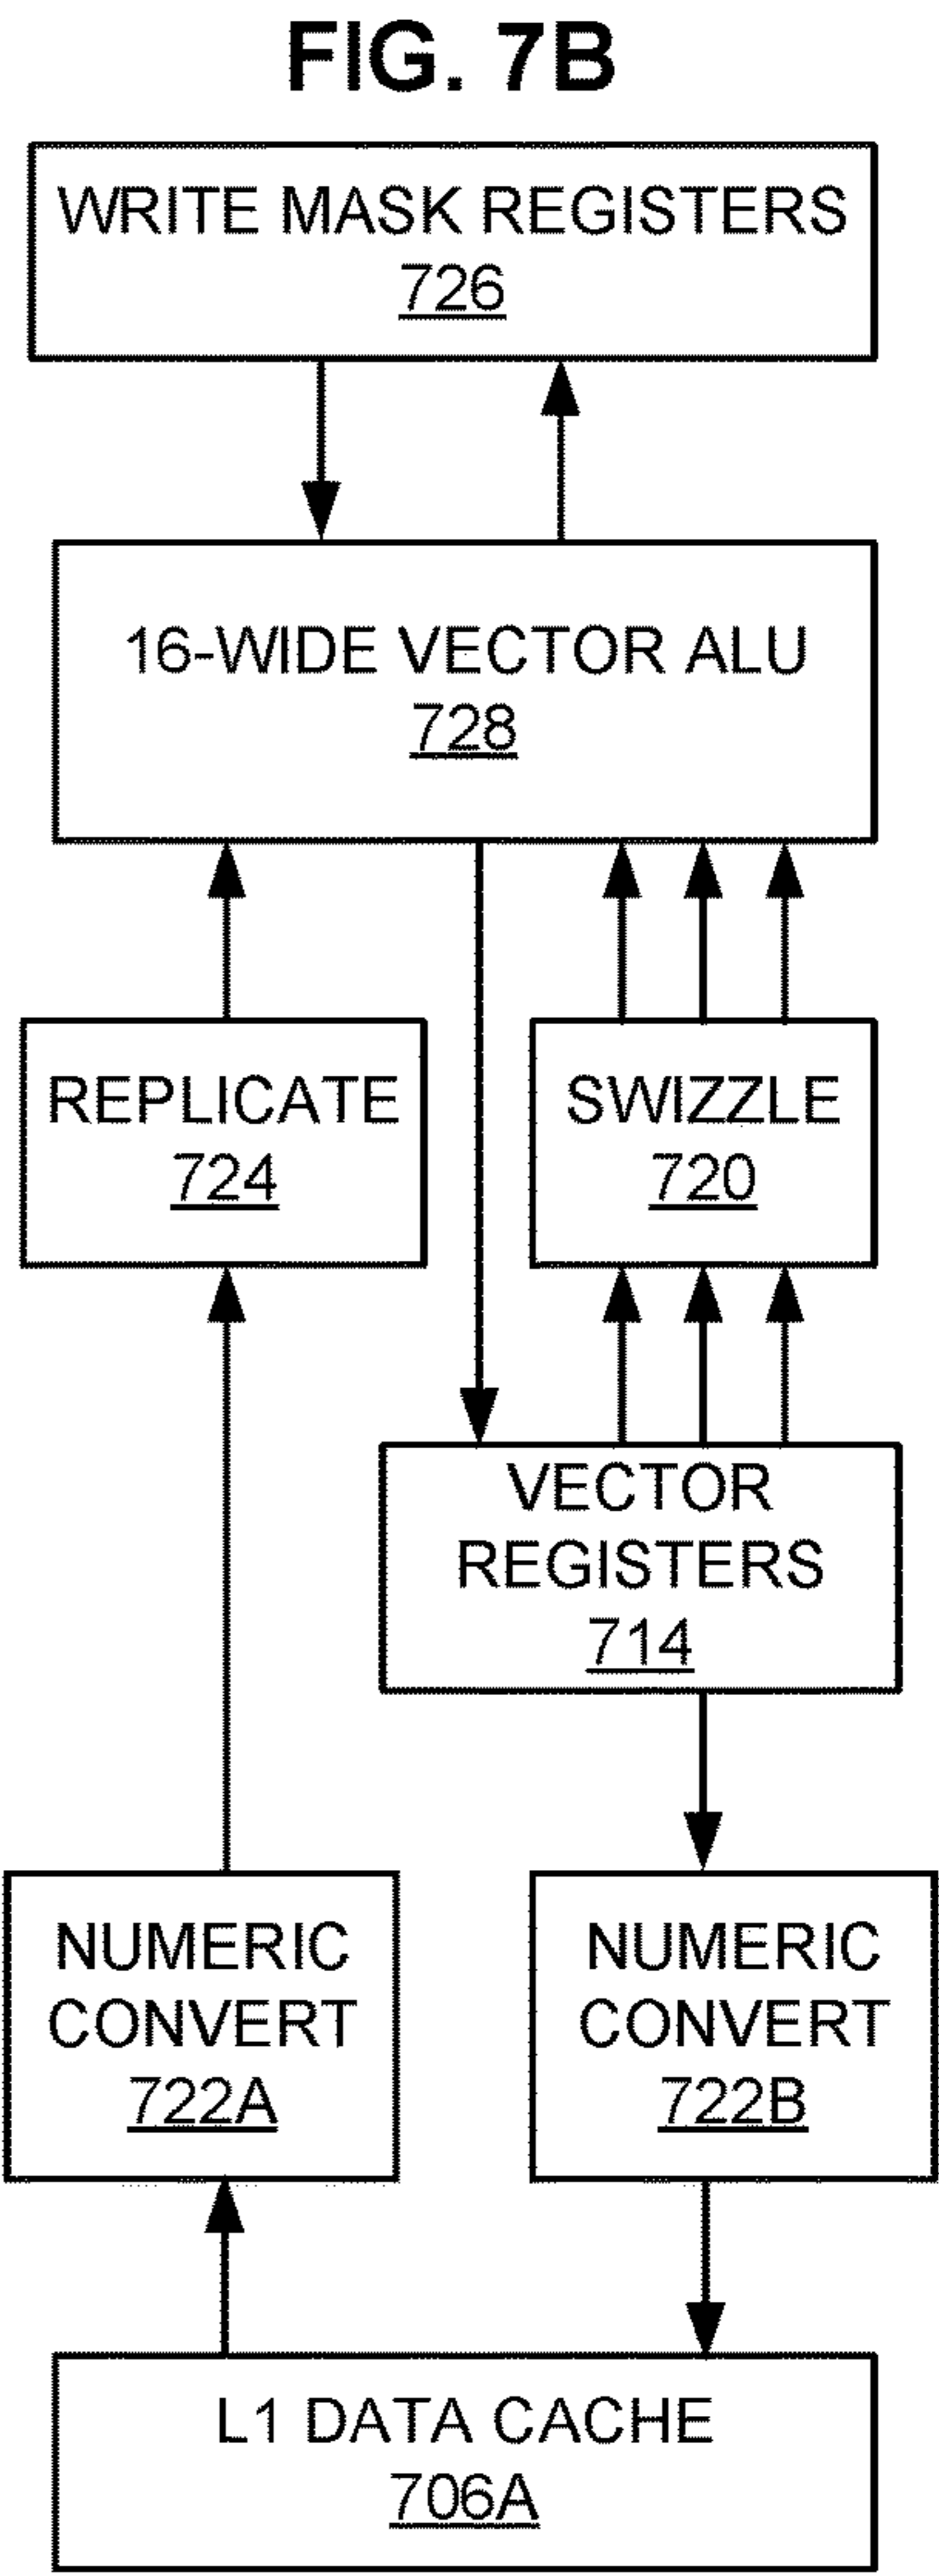 FIG. 7B
WRITE MASK REGISTERS
726
16-WIDE VECTOR ALU
728
REPLICATE
724
SWIZZLE
720
VECTOR
REGISTERS
714
NUMERIC
CONVERT
722A
NUMERIC
CONVERT
722B
L1 DATA CACHE
706A